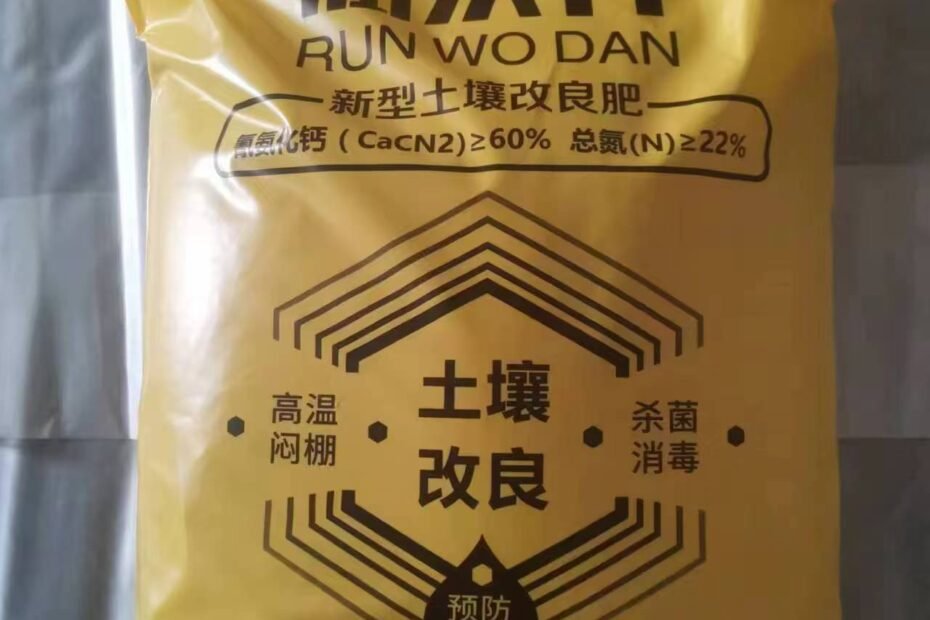 RUN WO DAN
新型土壤改良肥
氰氨化钙 (CaCN2)≥60% 总氮(N)≥22%
土壤
改良
高温
闷棚
杀菌
消毒
预防